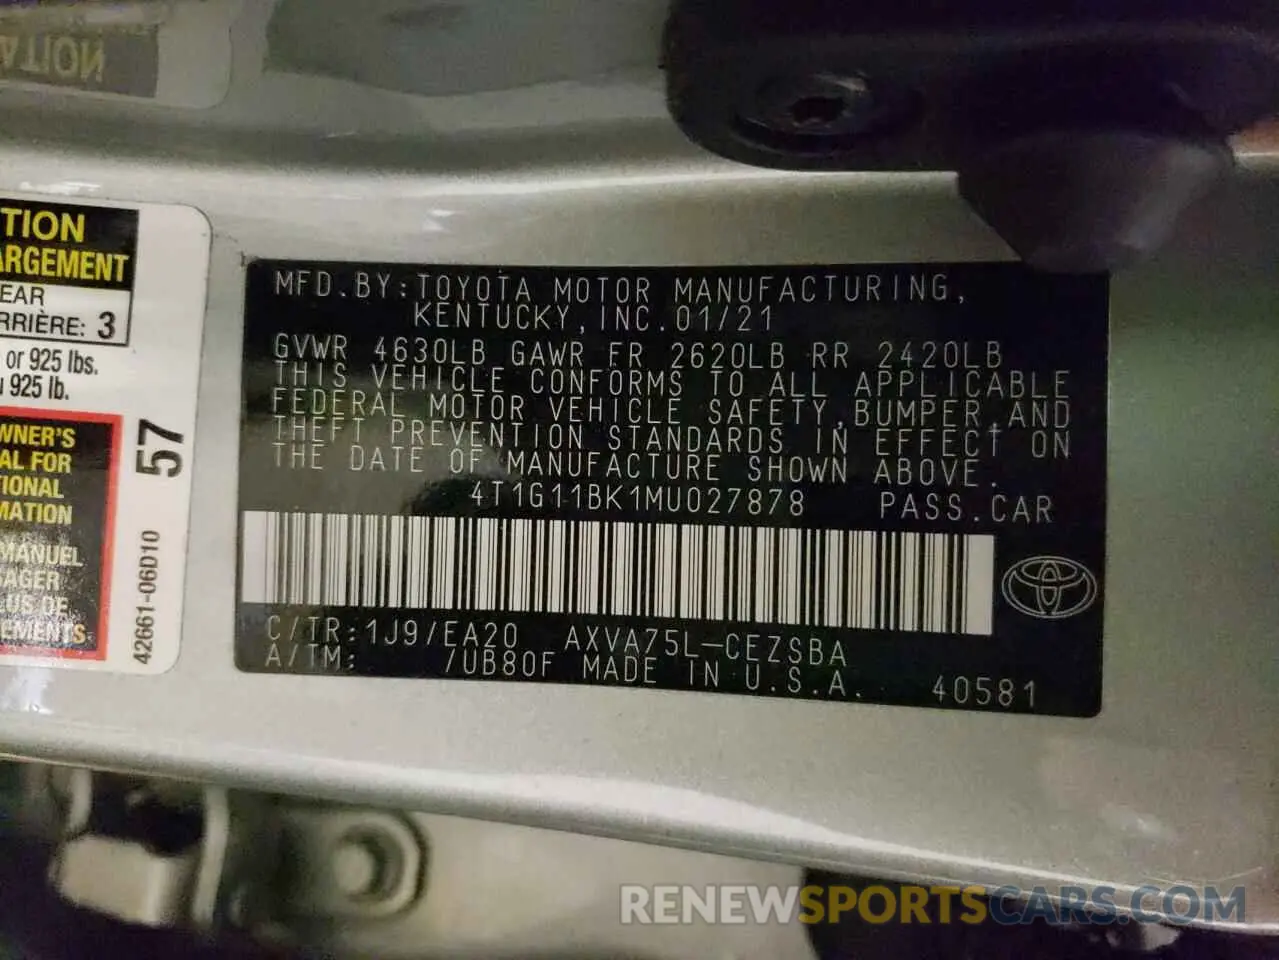 TION
ARGEMENT
EAR
RRIÈRE: 3
or 925 lbs.
925 lb.
WNER'S
AL FOR
TIONAL
MATION
MANUEL
AGER
US DE
EMENTS
57
42661-06D10
MFD.BY:TOYOTA MOTOR MANUFACTURING,
KENTUCKY,INC.01/21
GVWR 4630LB GAWR FR 2620LB RR 2420LB
THIS VEHICLE CONFORMS TO ALL APPLICABLE
FEDERAL MOTOR VEHICLE SAFETY,BUMPER,AND
THEFT PREVENTION STANDARDS IN EFFECT ON
THE DATE OF MANUFACTURE SHOWN ABOVE.
4T1G11BK1MU027878 PASS.CAR
C/TR:1J9/EA20 AXVA75L-CEZSBA
A/TM: /UB80F MADE IN U.S.A. 40581
RENEWSPORTSCARS.COM